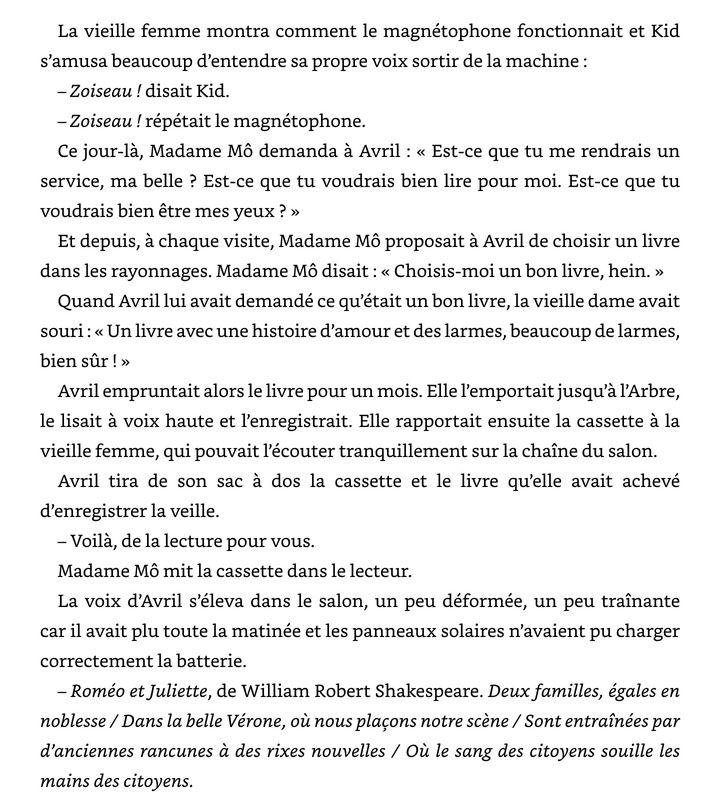 La vieille femme montra comment le magnétophone fonctionnait et Kid
s’amusa beaucoup d’entendre sa propre voix sortir de la machine :
– Zoiseau ! disait Kid.
– Zoiseau ! répétait le magnétophone.
Ce jour-là, Madame Mô demanda à Avril : « Est-ce que tu me rendrais un
service, ma belle ? Est-ce que tu voudrais bien lire pour moi. Est-ce que tu
voudrais bien être mes yeux ? »
Et depuis, à chaque visite, Madame Mô proposait à Avril de choisir un livre
dans les rayonnages. Madame Mô disait : « Choisis-moi un bon livre, hein. »
Quand Avril lui avait demandé ce qu’était un bon livre, la vieille dame avait
souri : « Un livre avec une histoire d’amour et des larmes, beaucoup de larmes,
bien sûr ! »
Avril empruntait alors le livre pour un mois. Elle l’emportait jusqu’à l’Arbre,
le lisait à voix haute et l’enregistrait. Elle rapportait ensuite la cassette à la
vieille femme, qui pouvait l’écouter tranquillement sur la chaîne du salon.
Avril tira de son sac à dos la cassette et le livre qu’elle avait achevé
d’enregistrer la veille.
– Voilà, de la lecture pour vous.
Madame Mô mit la cassette dans le lecteur.
La voix d’Avril s’éleva dans le salon, un peu déformée, un peu traînante
car il avait plu toute la matinée et les panneaux solaires n’avaient pu charger
correctement la batterie.
– Roméo et Juliette, de William Robert Shakespeare. Deux familles, égales en
noblesse / Dans la belle Vérone, où nous plaçons notre scène / Sont entraînées par
d’anciennes rancunes à des rixes nouvelles / Où le sang des citoyens souille les
mains des citoyens.